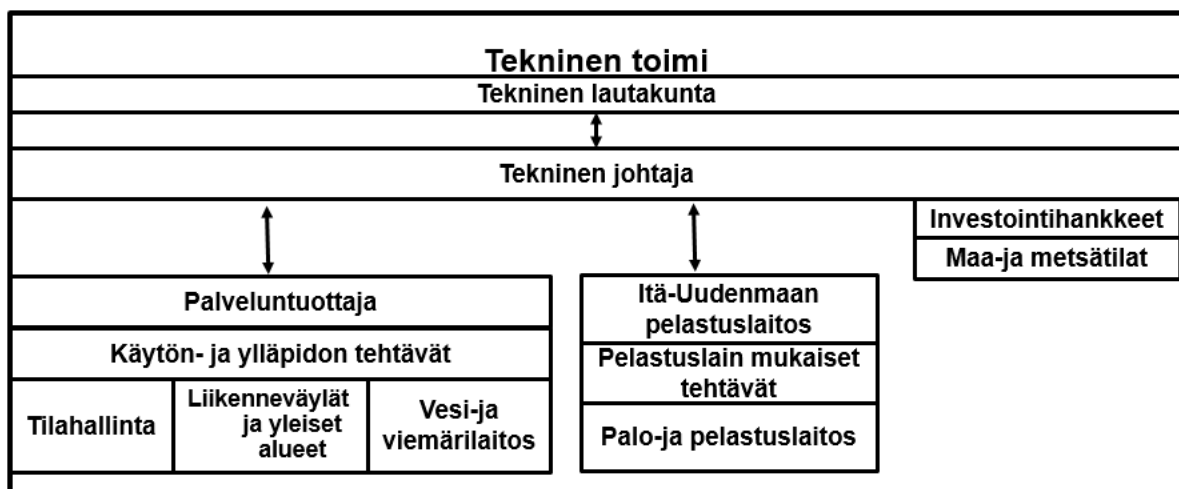 Tekninen toimi
Tekninen lautakunta
Tekninen johtaja
Investointihankkeet
Maa-ja metsätilat
Palveluntuottaja
Käytön- ja ylläpidon tehtävät
Tilahallinta
Liikenneväylät
ja yleiset
alueet
Vesi-ja
viemärilaitos
Itä-Uudenmaan
pelastuslaitos
Pelastuslain mukaiset
tehtävät
Palo-ja pelastuslaitos